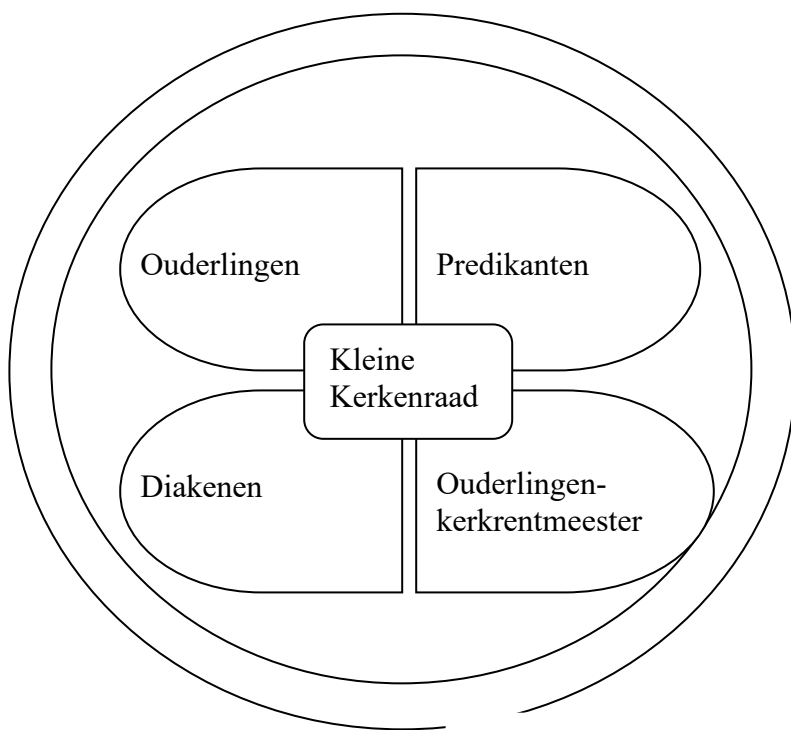 Ouderlingen
Predikanten
Kleine
Kerkenraad
Diakenen
Ouderlingen-
kerkrentmeester